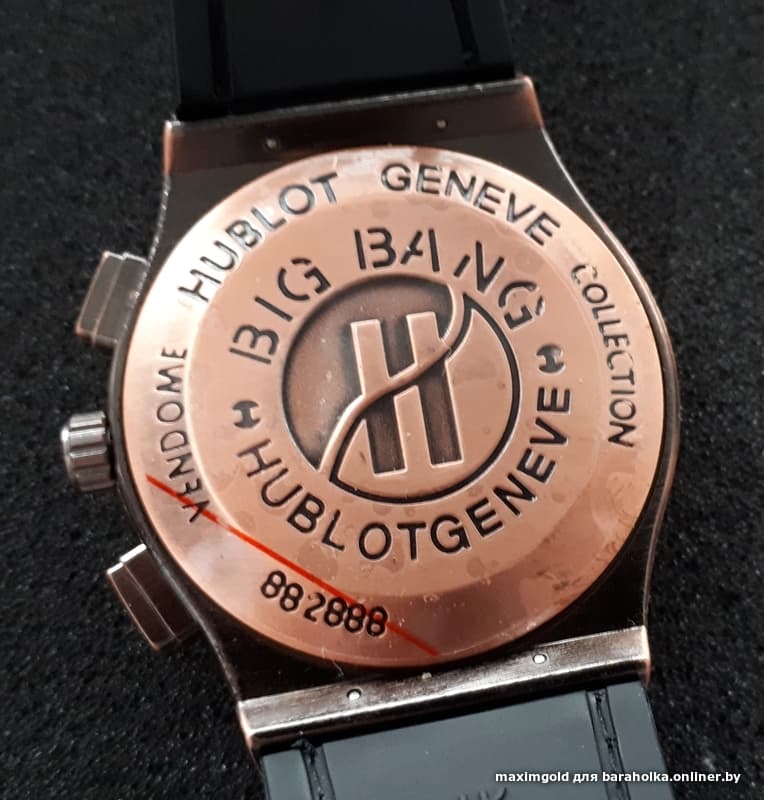 HUBLOT GENEVE
VENDOME COLLECTION
BIG BANG
H
HUBLOTGENEVE
882888
maximgold для baraholka.onliner.by